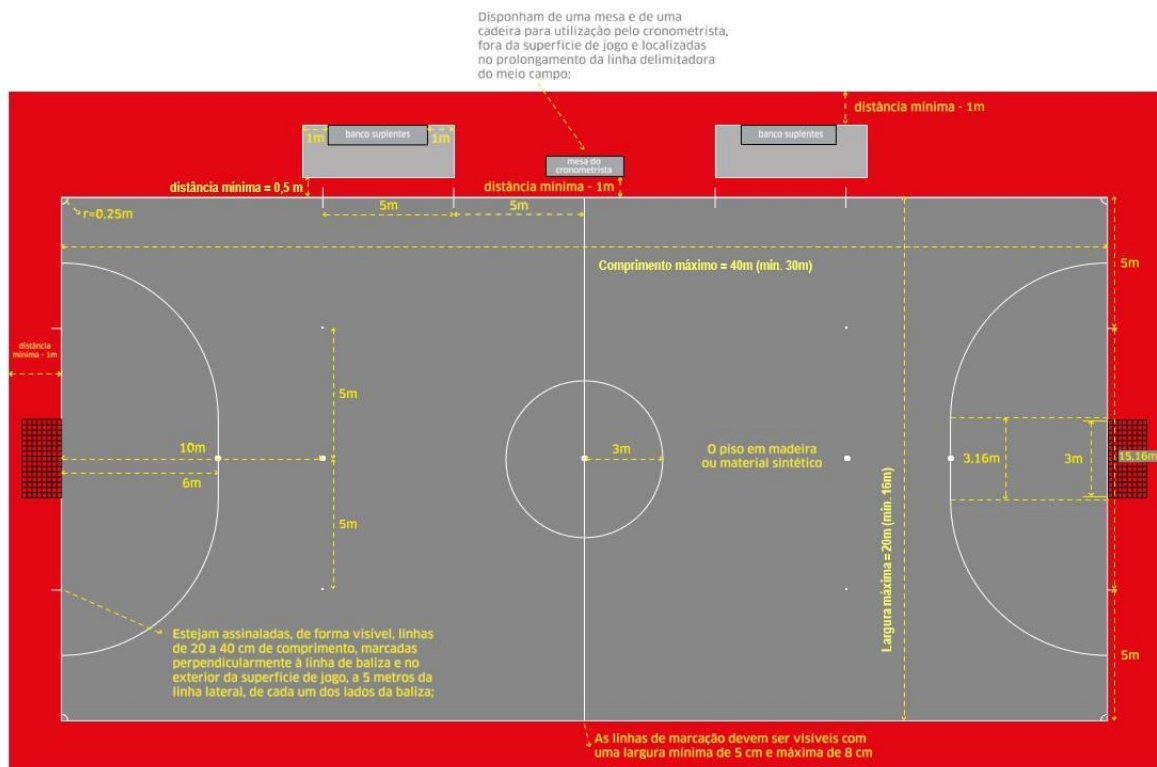 Disponham de uma mesa e de uma
cadeira para utilização pelo cronometrista,
fora da superfície de jogo e localizadas
no prolongamento da linha delimitadora
do meio campo;
distância mínima - 1m
1m
banco suplentes
1m
banco suplentes
mesa do
cronometrista
distância mínima = 0,5 m
distância mínima - 1m
r=0.25m
5m
5m
Comprimento máximo = 40m (min. 30m)
5m
distância
mínima - 1m
5m
10m
6m
3m
O piso em madeira
ou material sintético
3.16m
3m
15,16m
5m
Largura máxima = 20m (min. 16m)
Estejam assinaladas, de forma visível, linhas
de 20 a 40 cm de comprimento, marcadas
perpendicularmente à linha de baliza e no
exterior da superfície de jogo, a 5 metros da
linha lateral, de cada um dos lados da baliza;
5m
As linhas de marcação devem ser visíveis com
uma largura mínima de 5 cm e máxima de 8 cm